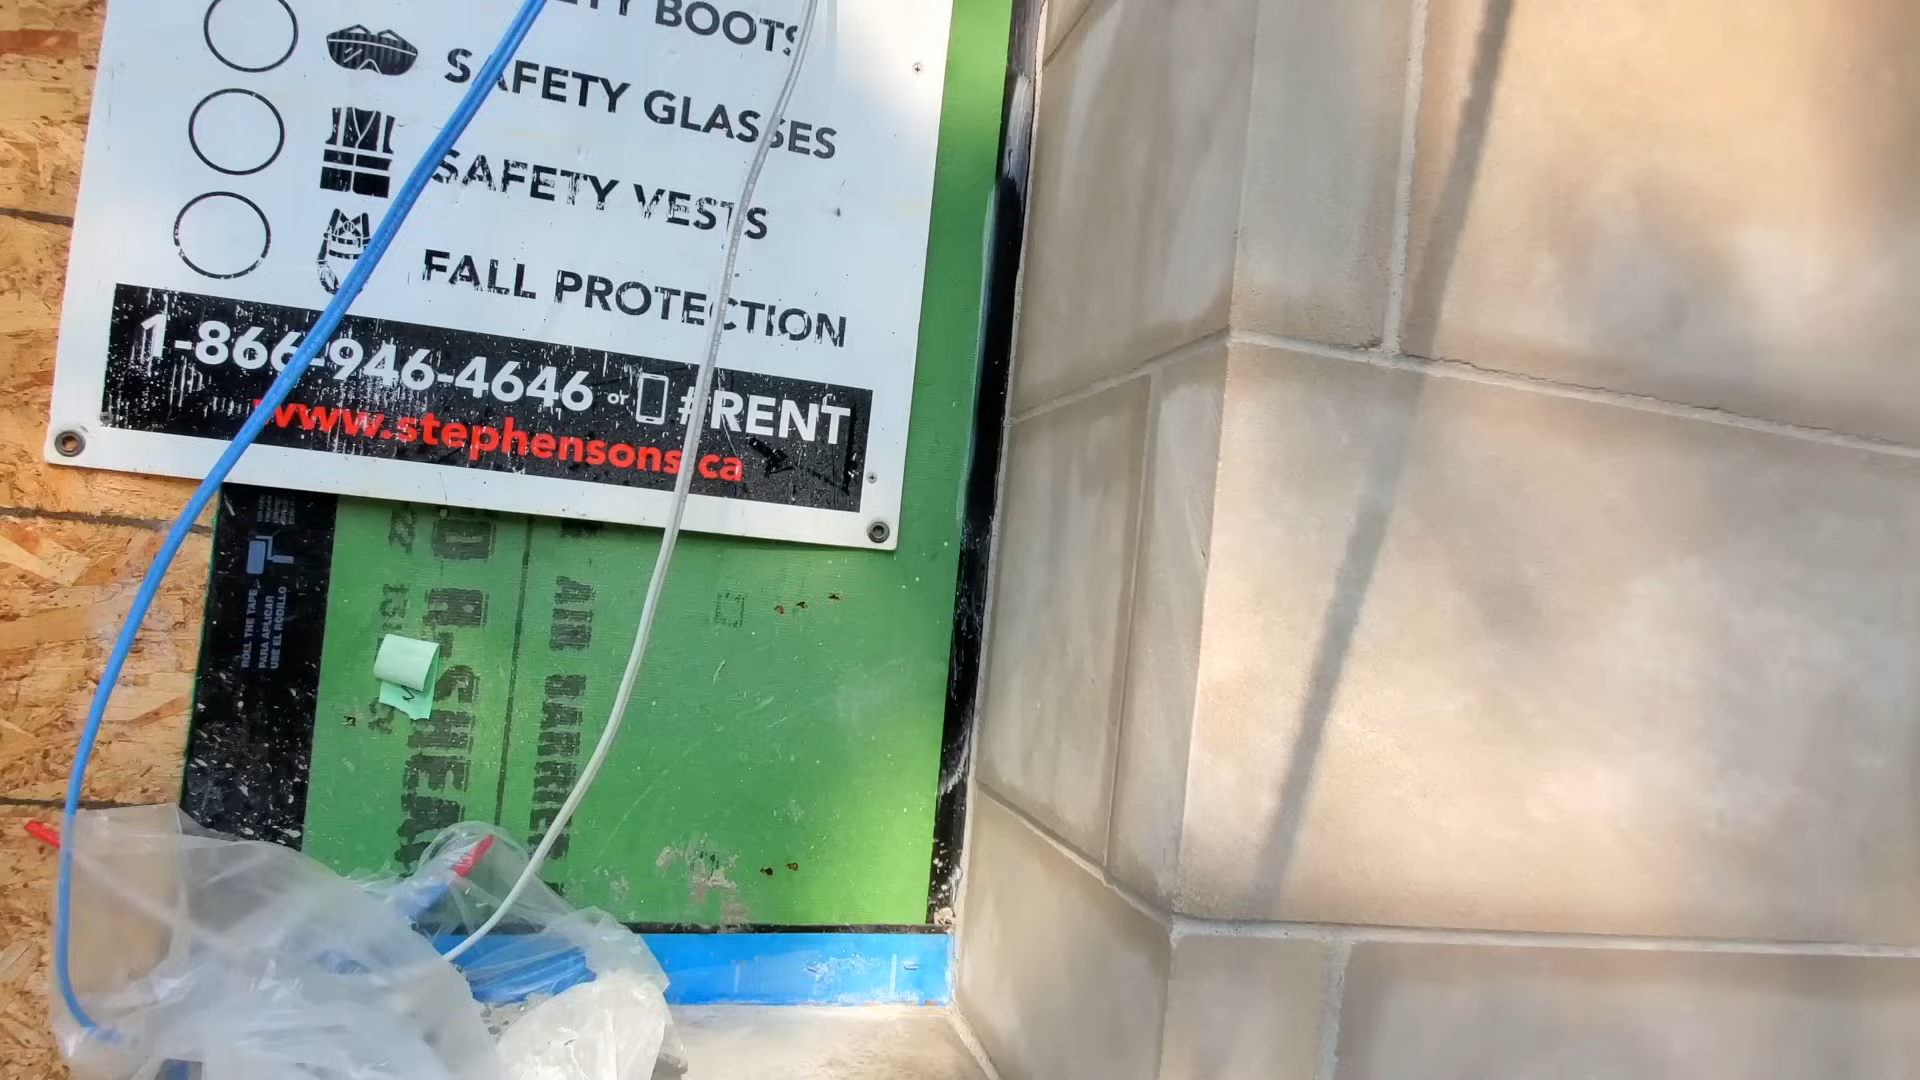 BOOTS
SAFETY GLASSES
SAFETY VESTS
FALL PROTECTION
1-866-946-4646 or #RENT
www.stephensons.ca
ROLL THE TAPE
PARA APLICAR
USE EL RODILLO
AIR BARRIER